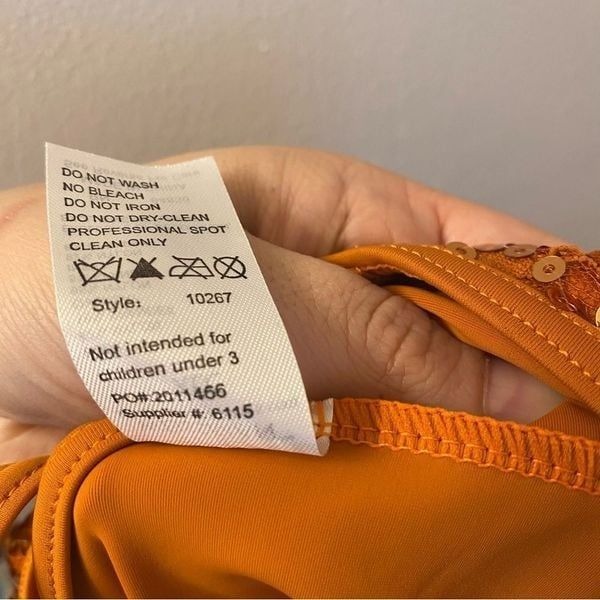 DO NOT WASH
NO BLEACH
DO NOT IRON
DO NOT DRY-CLEAN
PROFESSIONAL SPOT
CLEAN ONLY
Style: 10267
Not intended for
children under 3
PO#:2011466
Supplier #: 6115